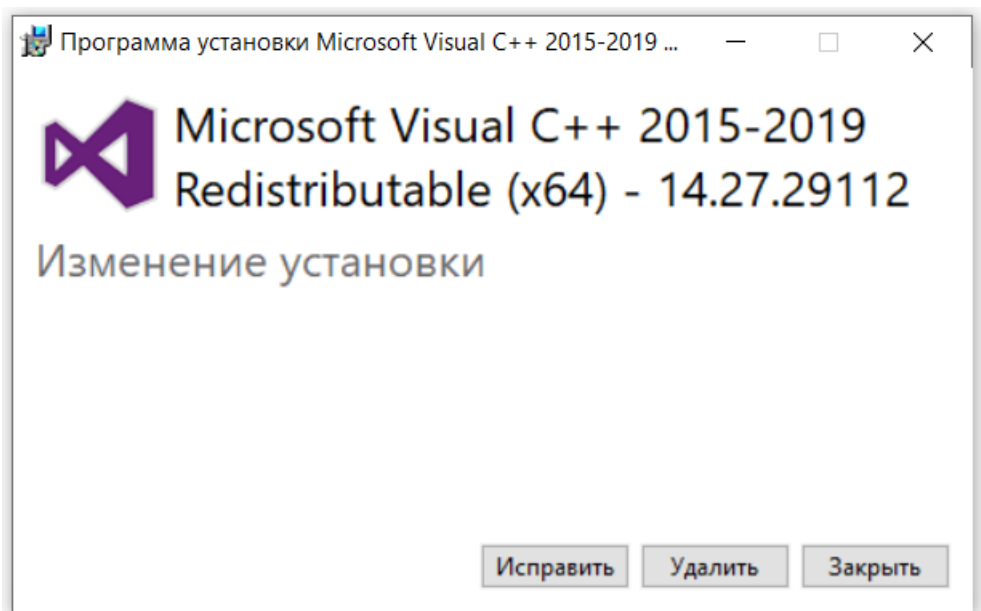 Программа установки Microsoft Visual C++ 2015-2019 ...
Microsoft Visual C++ 2015-2019
Redistributable (x64) - 14.27.29112
Изменение установки
Исправить Удалить Закрыть